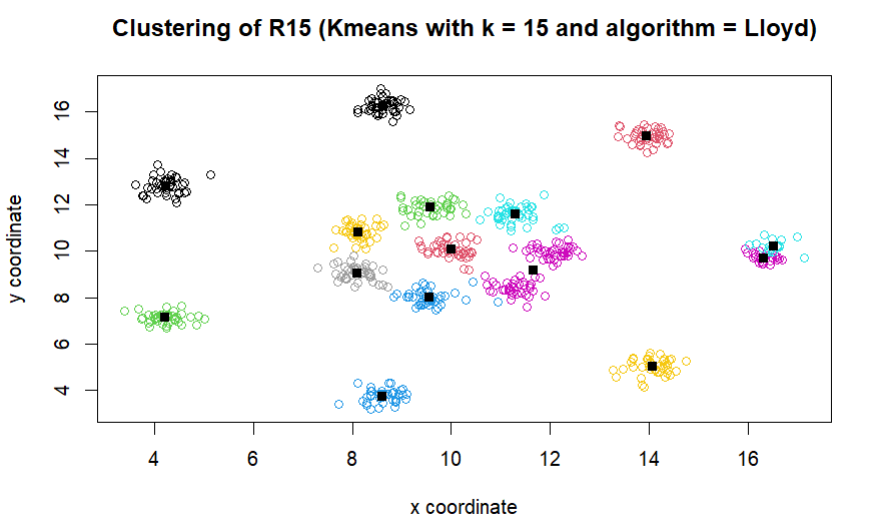 Clustering of R15 (Kmeans with k = 15 and algorithm = Lloyd)
y coordinate
16
14
12
10
8
6
4
4 6 8 10 12 14 16
x coordinate